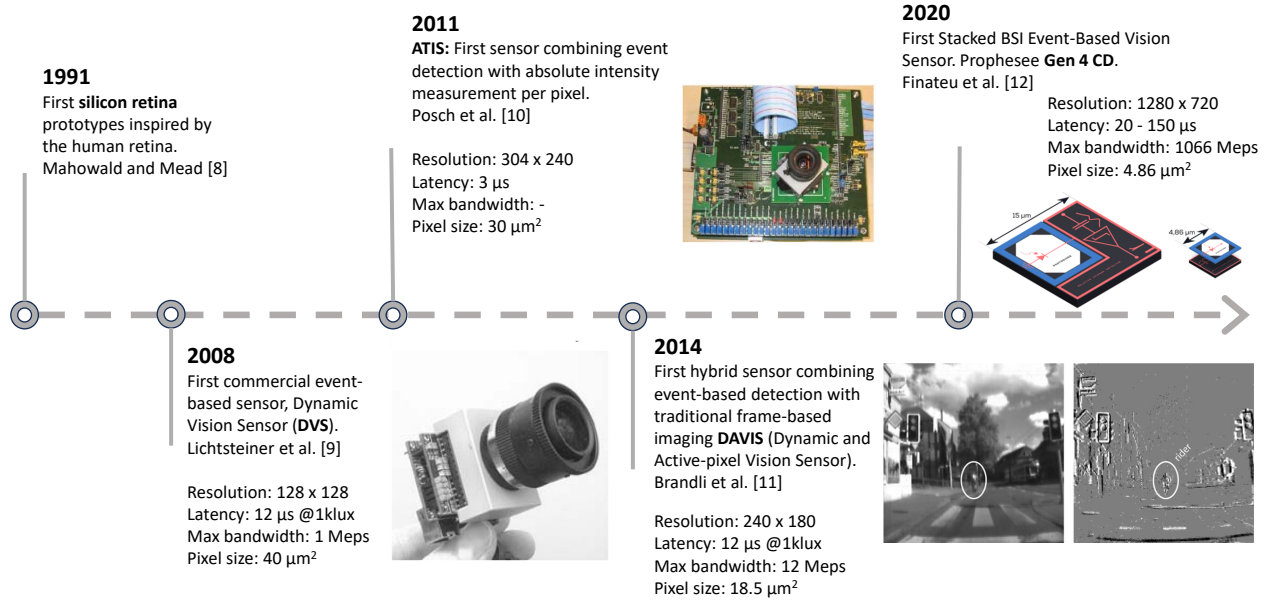 1991
First silicon retina
prototypes inspired by
the human retina.
Mahowald and Mead [8]
2008
First commercial event-
based sensor, Dynamic
Vision Sensor (DVS).
Lichtsteiner et al. [9]
Resolution: 128 x 128
Latency: 12 µs @1klux
Max bandwidth: 1 Meps
Pixel size: 40 µm²
2011
ATIS: First sensor combining event
detection with absolute intensity
measurement per pixel.
Posch et al. [10]
Resolution: 304 x 240
Latency: 3 µs
Max bandwidth: -
Pixel size: 30 µm²
2014
First hybrid sensor combining
event-based detection with
traditional frame-based
imaging DAVIS (Dynamic and
Active-pixel Vision Sensor).
Brandli et al. [11]
Resolution: 240 x 180
Latency: 12 µs @1klux
Max bandwidth: 12 Meps
Pixel size: 18.5 µm²
rider
2020
First Stacked BSI Event-Based Vision
Sensor. Prophesee Gen 4 CD.
Finateu et al. [12]
Resolution: 1280 x 720
Latency: 20 - 150 µs
Max bandwidth: 1066 Meps
Pixel size: 4.86 µm²
15 µm
4.86 µm